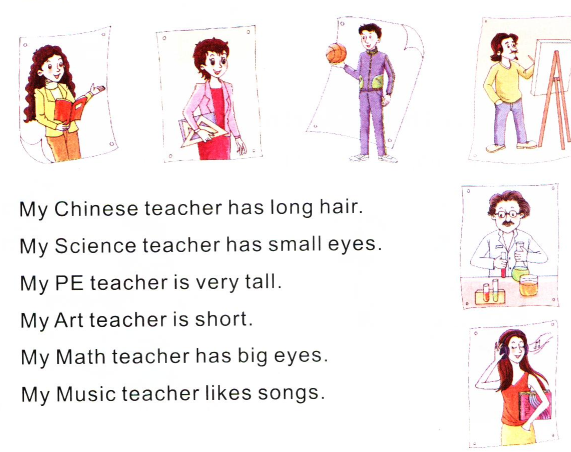 My Chinese teacher has long hair.
My Science teacher has small eyes.
My PE teacher is very tall.
My Art teacher is short.
My Math teacher has big eyes.
My Music teacher likes songs.